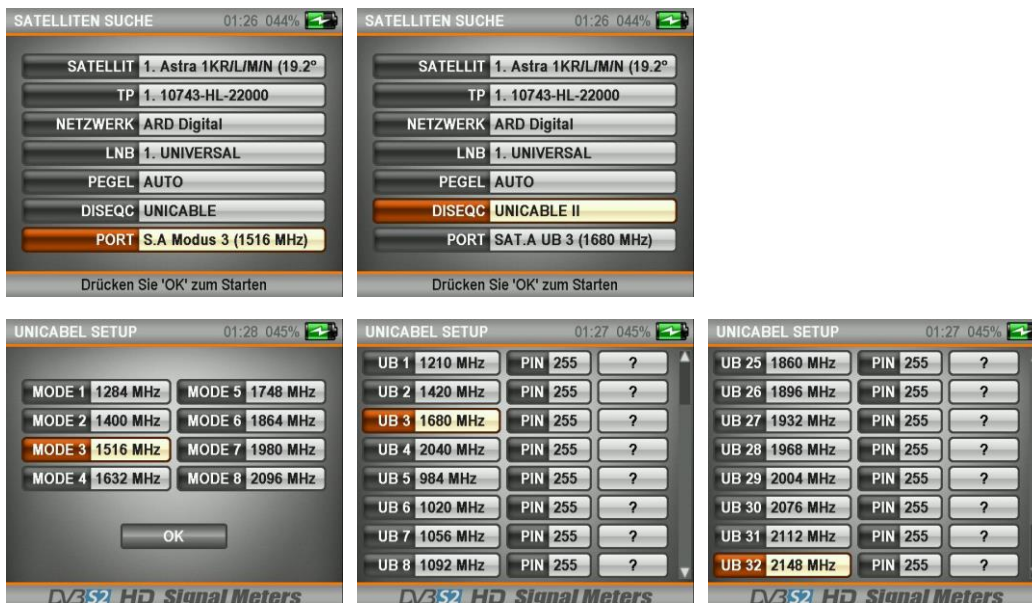 SATELLITEN SUCHE 01:26 044%
SATELLIT 1. Astra 1KR/L/M/N (19.2°
TP 1. 10743-HL-22000
NETZWERK ARD Digital
LNB 1. UNIVERSAL
PEGEL AUTO
DISEQC UNICABLE
PORT S.A Modus 3 (1516 MHz)
Drücken Sie 'OK' zum Starten
SATELLITEN SUCHE 01:26 044%
SATELLIT 1. Astra 1KR/L/M/N (19.2°
TP 1. 10743-HL-22000
NETZWERK ARD Digital
LNB 1. UNIVERSAL
PEGEL AUTO
DISEQC UNICABLE II
PORT SAT.A UB 3 (1680 MHz)
Drücken Sie 'OK' zum Starten
UNICABEL SETUP 01:28 045%
MODE 1 1284 MHz MODE 5 1748 MHz
MODE 2 1400 MHz MODE 6 1864 MHz
MODE 3 1516 MHz MODE 7 1980 MHz
MODE 4 1632 MHz MODE 8 2096 MHz
OK
DVB S2 HD Signal Meters
UNICABEL SETUP 01:27 045%
UB 1 1210 MHz PIN 255 ?
UB 2 1420 MHz PIN 255 ?
UB 3 1680 MHz PIN 255 ?
UB 4 2040 MHz PIN 255 ?
UB 5 984 MHz PIN 255 ?
UB 6 1020 MHz PIN 255 ?
UB 7 1056 MHz PIN 255 ?
UB 8 1092 MHz PIN 255 ?
DVB S2 HD Signal Meters
UNICABEL SETUP 01:27 045%
UB 25 1860 MHz PIN 255 ?
UB 26 1896 MHz PIN 255 ?
UB 27 1932 MHz PIN 255 ?
UB 28 1968 MHz PIN 255 ?
UB 29 2004 MHz PIN 255 ?
UB 30 2076 MHz PIN 255 ?
UB 31 2112 MHz PIN 255 ?
UB 32 2148 MHz PIN 255 ?
DVB S2 HD Signal Meters